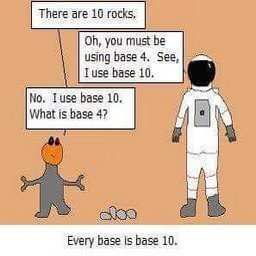 There are 10 rocks.
Oh, you must be
using base 4. See,
I use base 10.
No. I use base 10.
What is base 4?
Every base is base 10.